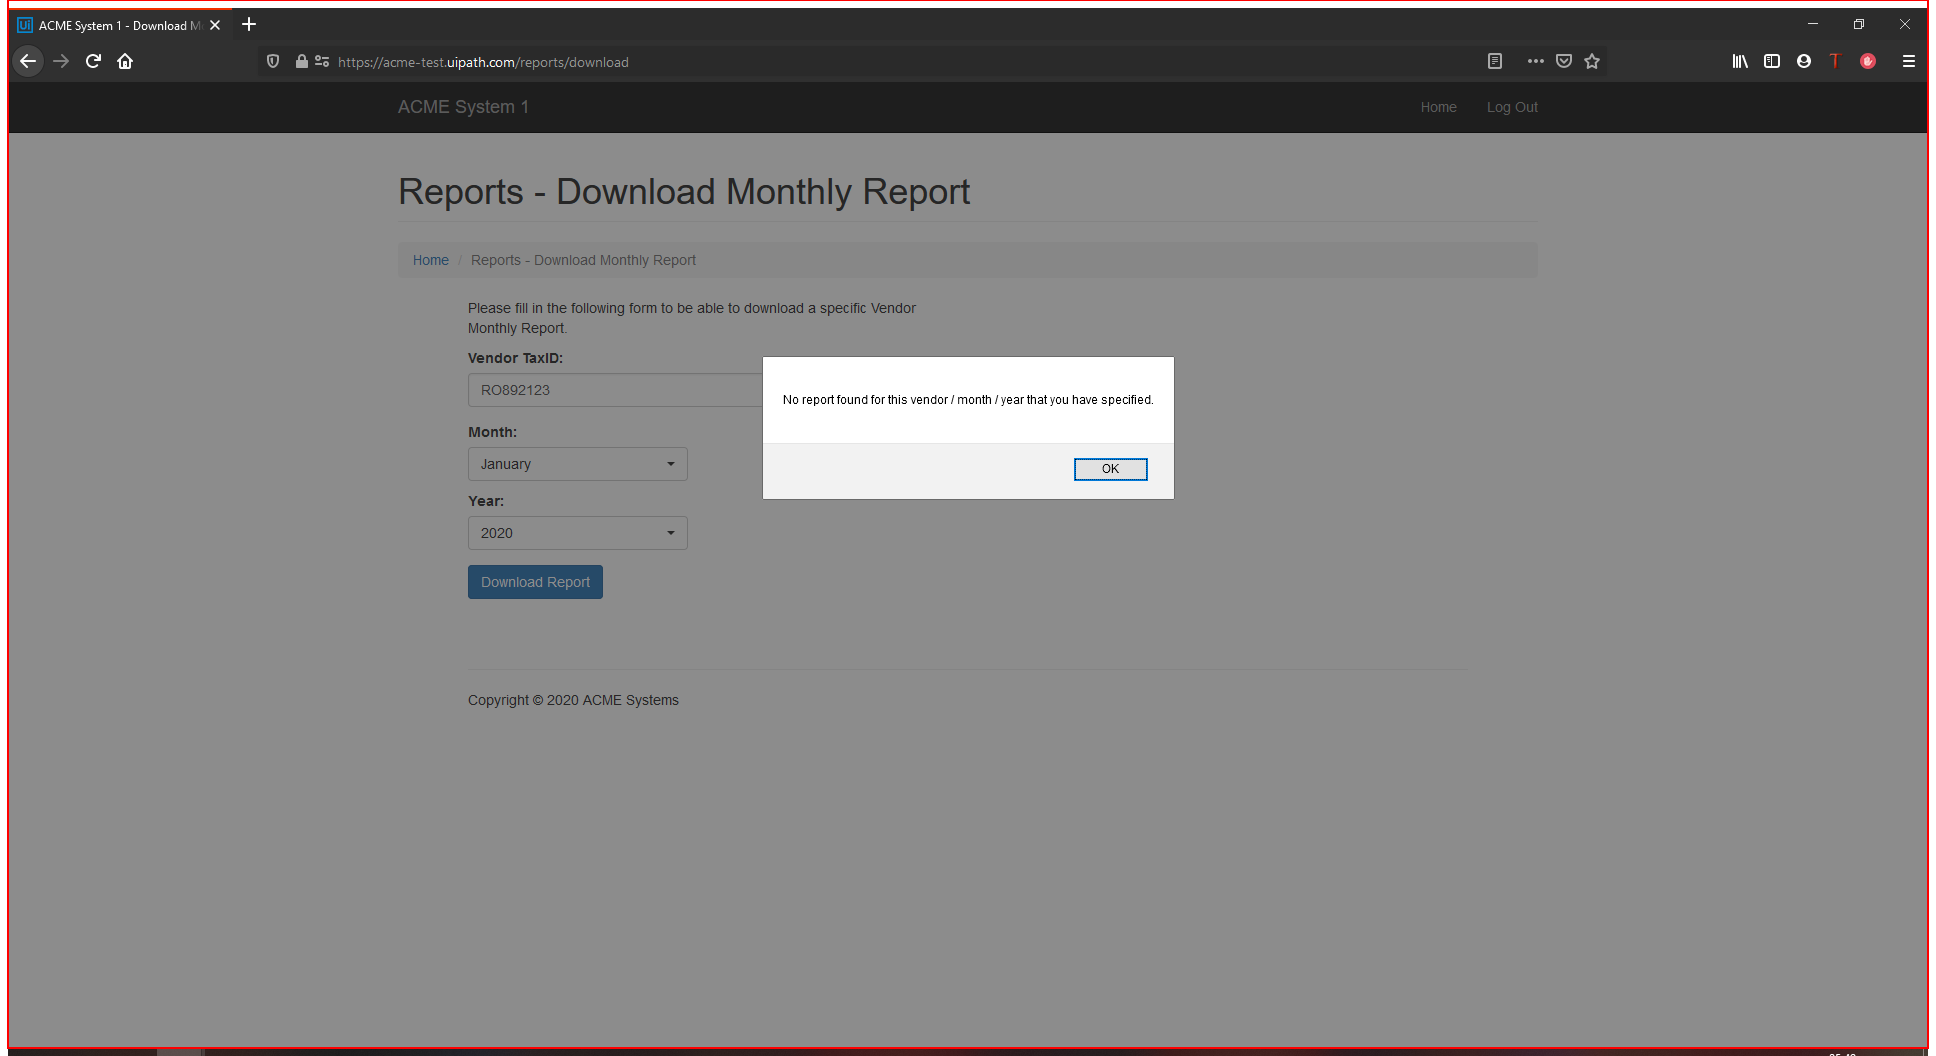 ACME System 1 - Download M
https://acme-test.uipath.com/reports/download
ACME System 1
Home
Log Out
Reports - Download Monthly Report
Home / Reports - Download Monthly Report
Please fill in the following form to be able to download a specific Vendor
Monthly Report.
Vendor TaxID:
RO892123
No report found for this vendor / month / year that you have specified.
OK
Month:
January
Year:
2020
Download Report
Copyright © 2020 ACME Systems